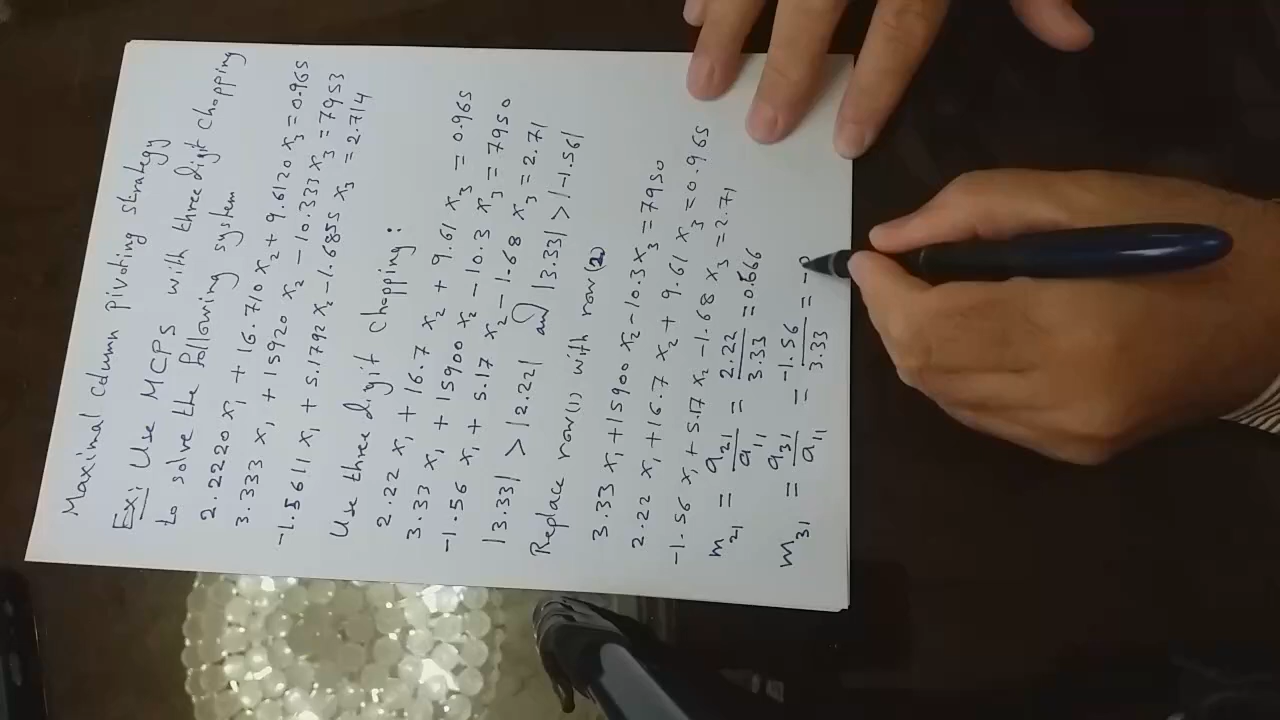 Maximal column pivoting strategy
Ex: Use MCPS with three digit chopping
to solve the following system
2.2220 x₁ + 16.710 x₂ + 9.6120 x₃ = 0.965
3.333 x₁ + 15920 x₂ - 10.333 x₃ = 7953
-1.5611 x₁ + 5.1792 x₂ - 1.6855 x₃ = 2.714
Use three digit chopping:
2.22 x₁ + 16.7 x₂ + 9.61 x₃ = 0.965
3.33 x₁ + 15900 x₂ - 10.3 x₃ = 7950
-1.56 x₁ + 5.17 x₂ - 1.68 x₃ = 2.71
|3.33| > |2.22| and |3.33| > |-1.56|
Replace row(1) with row(2)
3.33 x₁ + 15900 x₂ - 10.3 x₃ = 7950
2.22 x₁ + 16.7 x₂ + 9.61 x₃ = 0.965
-1.56 x₁ + 5.17 x₂ - 1.68 x₃ = 2.71
m₂₁ = a₂₁/a₁₁ = 2.22/3.33 = 0.666
m₃₁ = a₃₁/a₁₁ = -1.56/3.33 = -0